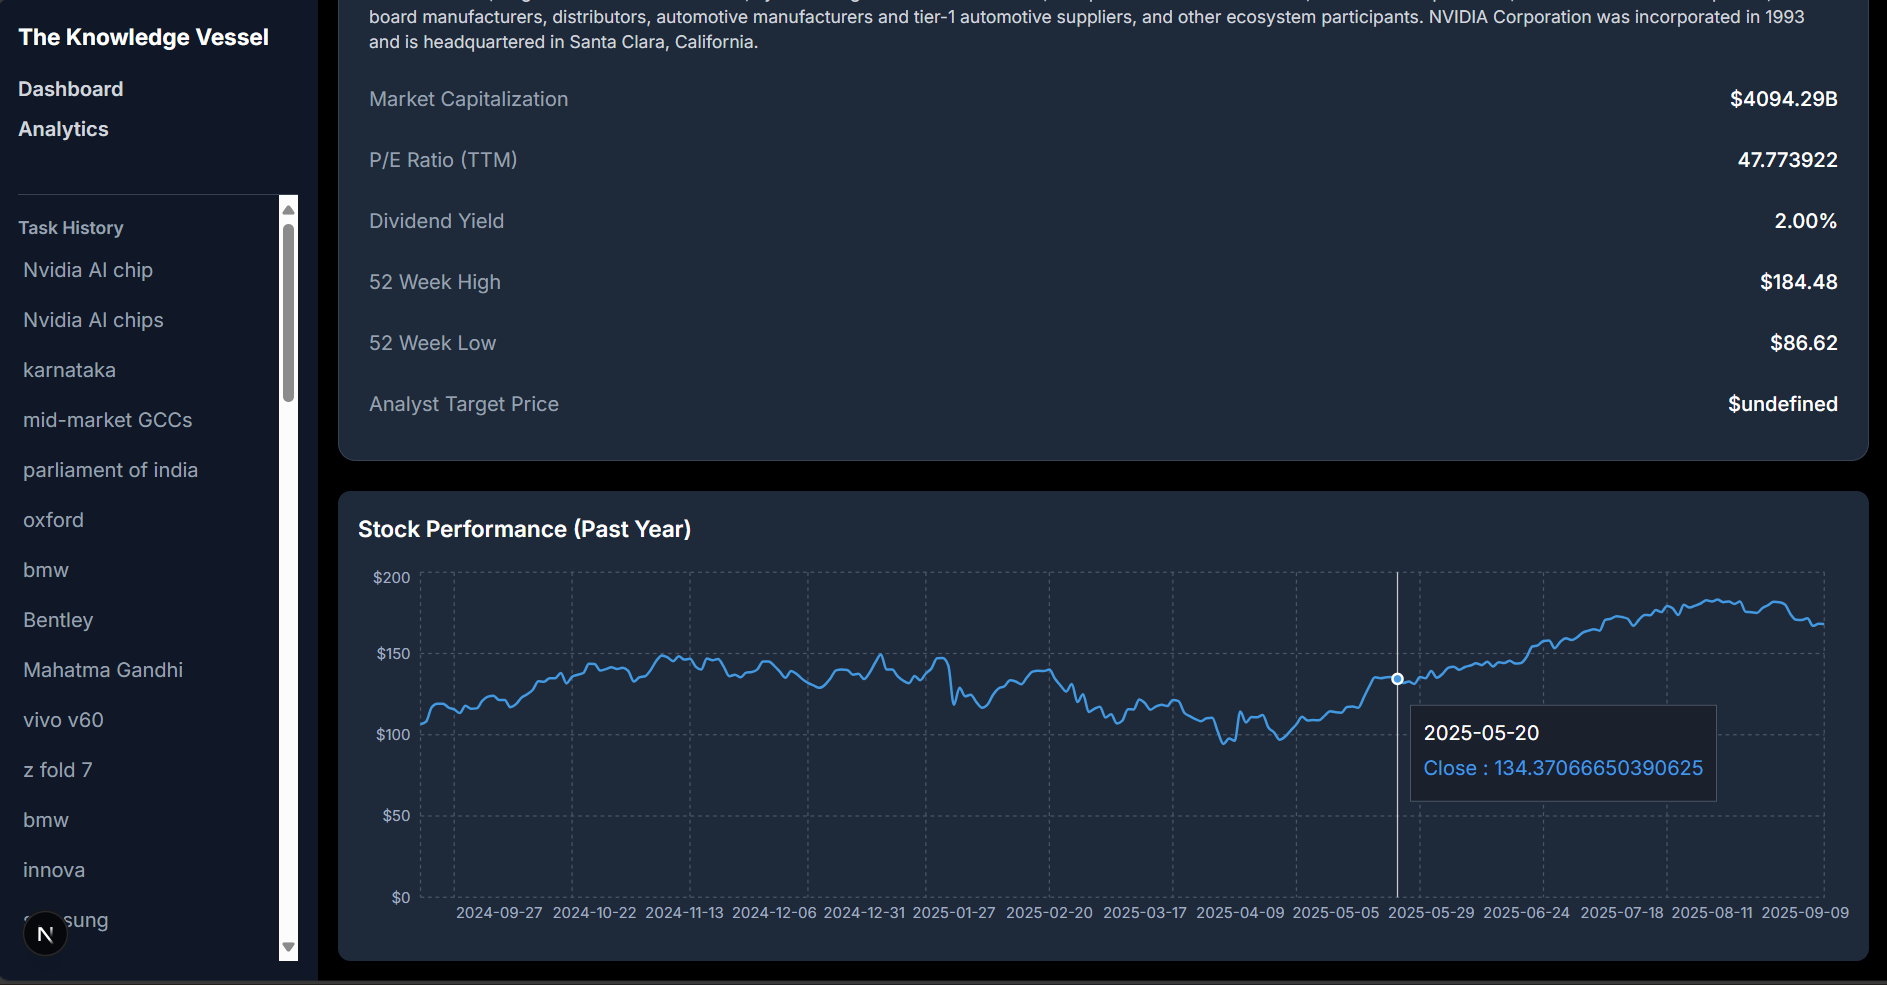 The Knowledge Vessel
Dashboard
Analytics
Task History
Nvidia AI chip
Nvidia AI chips
karnataka
mid-market GCCs
parliament of india
oxford
bmw
Bentley
Mahatma Gandhi
vivo v60
z fold 7
bmw
innova
sung
N
board manufacturers, distributors, automotive manufacturers and tier-1 automotive suppliers, and other ecosystem participants. NVIDIA Corporation was incorporated in 1993
and is headquartered in Santa Clara, California.
Market Capitalization $4094.29B
P/E Ratio (TTM) 47.773922
Dividend Yield 2.00%
52 Week High $184.48
52 Week Low $86.62
Analyst Target Price $undefined
Stock Performance (Past Year)
$200
$150
$100
$50
$0
2025-05-20
Close : 134.37066650390625
2024-09-27 2024-10-22 2024-11-13 2024-12-06 2024-12-31 2025-01-27 2025-02-20 2025-03-17 2025-04-09 2025-05-05 2025-05-29 2025-06-24 2025-07-18 2025-08-11 2025-09-09